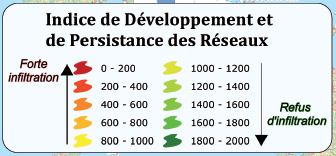 Indice de Développement et
de Persistance des Réseaux
Forte
infiltration
0 - 200
200 - 400
400 - 600
600 - 800
800 - 1000
1000 - 1200
1200 - 1400
1400 - 1600
1600 - 1800
1800 - 2000
Refus
d'infiltration